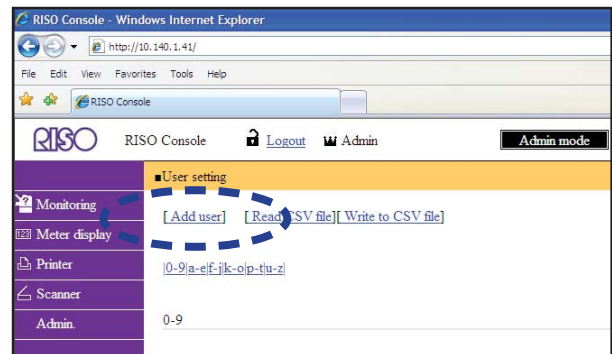 RISO Console - Windows Internet Explorer
http://10.140.1.41/
File Edit View Favorites Tools Help
RISO Console
RISO RISO Console Logout Admin Admin mode
■User setting
Monitoring
[ Add user] [ Read CSV file][ Write to CSV file]
123 Meter display
Printer
|0-9|a-e|f-j|k-o|p-t|u-z|
Scanner
Admin.
0-9